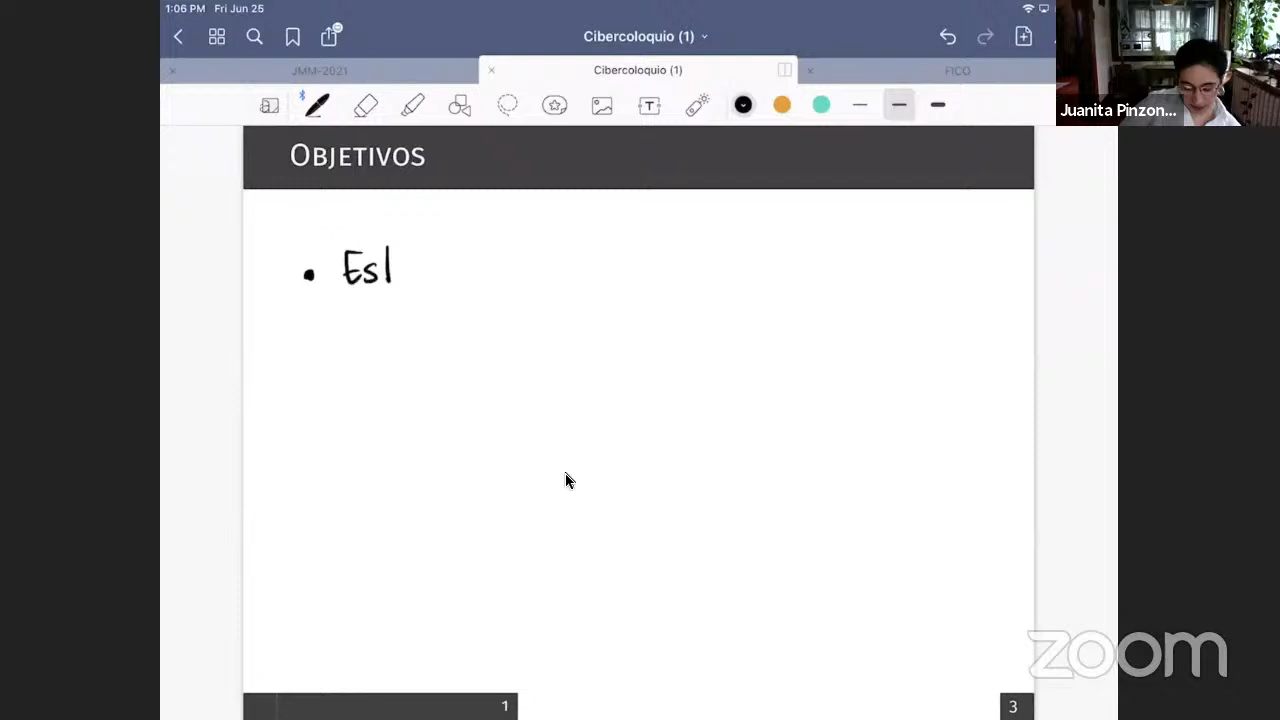 1:06 PM Fri Jun 25
Cibercoloquio (1)
JMM-2021
Cibercoloquio (1)
FICO
T
Juanita Pinzon...
OBJETIVOS
• Esl
zoom
1
3